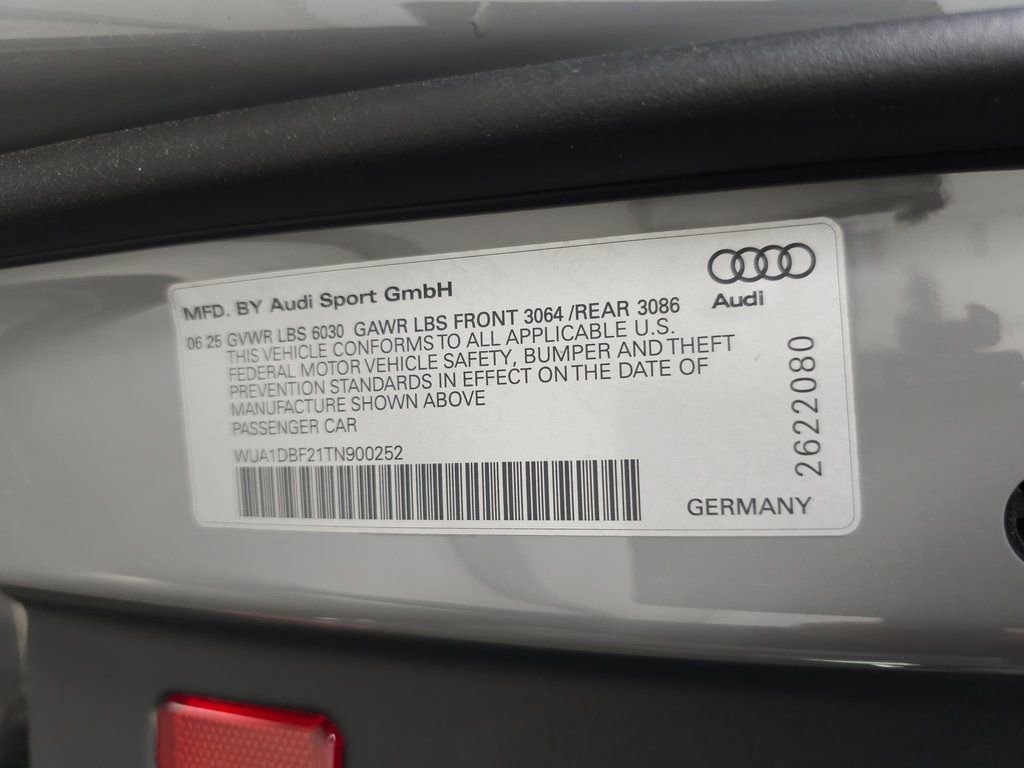 MFD. BY Audi Sport GmbH
Audi
06 25 GVWR LBS 6030 GAWR LBS FRONT 3064 /REAR 3086
THIS VEHICLE CONFORMS TO ALL APPLICABLE U.S.
FEDERAL MOTOR VEHICLE SAFETY, BUMPER AND THEFT
PREVENTION STANDARDS IN EFFECT ON THE DATE OF
MANUFACTURE SHOWN ABOVE
PASSENGER CAR
WUA1DBF21TN900252
2622080
GERMANY